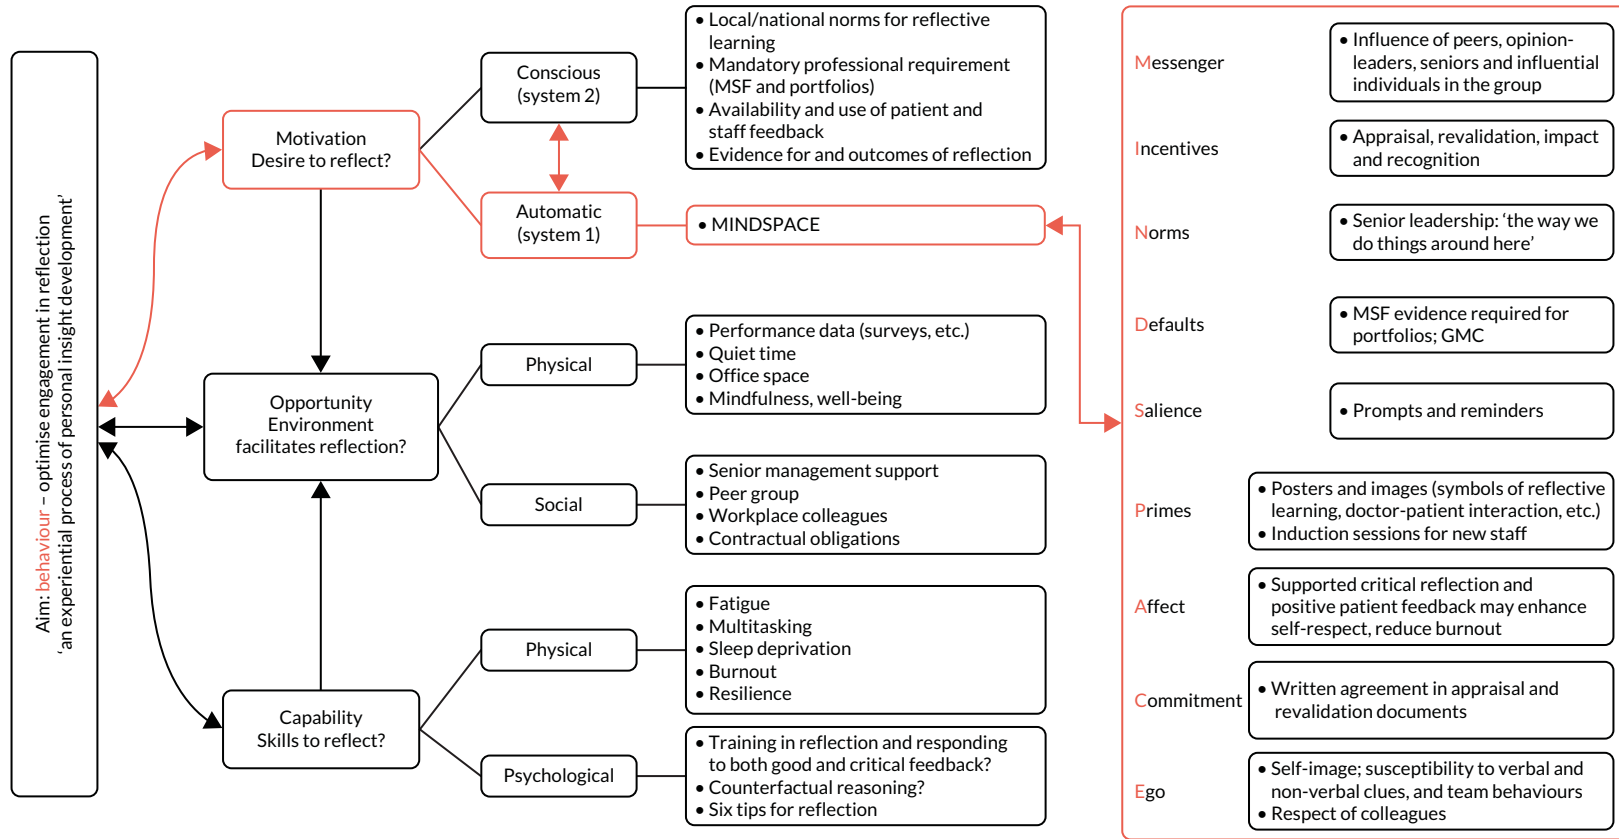 Aim: behaviour – optimise engagement in reflection
‘an experiential process of personal insight development’
Motivation
Desire to reflect?
Opportunity
Environment
facilitates reflection?
Capability
Skills to reflect?
Conscious
(system 2)
Automatic
(system 1)
Physical
Social
Physical
Psychological
• Local/national norms for reflective
learning
• Mandatory professional requirement
(MSF and portfolios)
• Availability and use of patient and
staff feedback
• Evidence for and outcomes of reflection
• MINDSPACE
• Performance data (surveys, etc.)
• Quiet time
• Office space
• Mindfulness, well-being
• Senior management support
• Peer group
• Workplace colleagues
• Contractual obligations
• Fatigue
• Multitasking
• Sleep deprivation
• Burnout
• Resilience
• Training in reflection and responding
to both good and critical feedback?
• Counterfactual reasoning?
• Six tips for reflection
Messenger
• Influence of peers, opinion-
leaders, seniors and influential
individuals in the group
Incentives
• Appraisal, revalidation, impact
and recognition
Norms
• Senior leadership: ‘the way we
do things around here’
Defaults
• MSF evidence required for
portfolios; GMC
Salience
• Prompts and reminders
Primes
• Posters and images (symbols of reflective
learning, doctor-patient interaction, etc.)
• Induction sessions for new staff
Affect
• Supported critical reflection and
positive patient feedback may enhance
self-respect, reduce burnout
Commitment
• Written agreement in appraisal and
revalidation documents
Ego
• Self-image; susceptibility to verbal and
non-verbal clues, and team behaviours
• Respect of colleagues